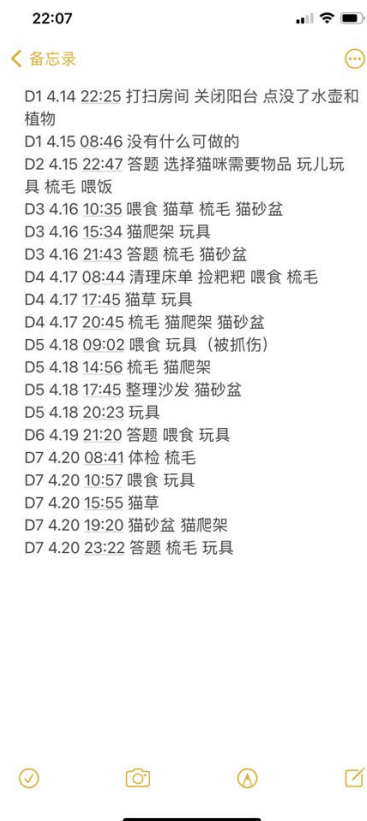 22:07
备忘录
D1 4.14 22:25 打扫房间 关闭阳台 点没了水壶和
植物
D1 4.15 08:46 没有什么可做的
D2 4.15 22:47 答题 选择猫咪需要物品 玩儿玩
具 梳毛 喂饭
D3 4.16 10:35 喂食 猫草 梳毛 猫砂盆
D3 4.16 15:34 猫爬架 玩具
D3 4.16 21:43 答题 梳毛 猫砂盆
D4 4.17 08:44 清理床单 捡粑粑 喂食 梳毛
D4 4.17 17:45 猫草 玩具
D4 4.17 20:45 梳毛 猫爬架 猫砂盆
D5 4.18 09:02 喂食 玩具（被抓伤）
D5 4.18 14:56 梳毛 猫爬架
D5 4.18 17:45 整理沙发 猫砂盆
D5 4.18 20:23 玩具
D6 4.19 21:20 答题 喂食 玩具
D7 4.20 08:41 体检 梳毛
D7 4.20 10:57 喂食 玩具
D7 4.20 15:55 猫草
D7 4.20 19:20 猫砂盆 猫爬架
D7 4.20 23:22 答题 梳毛 玩具